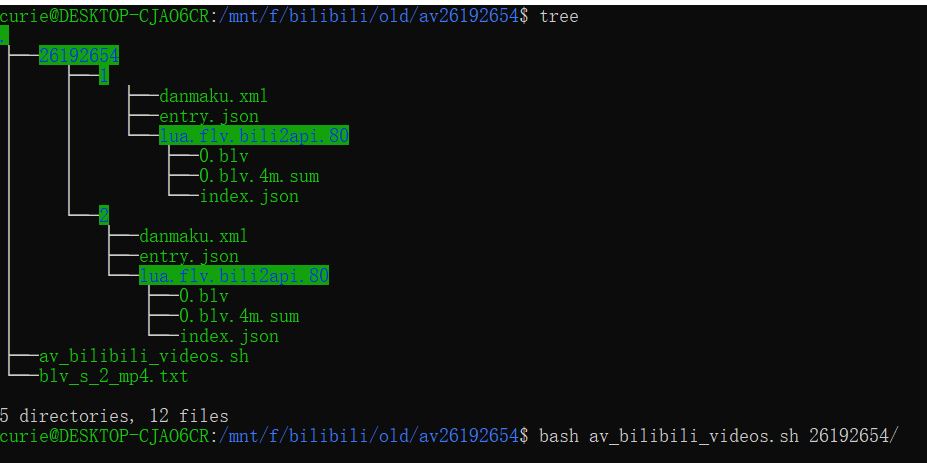 curie@DESKTOP-CJAO6CR:/mnt/f/bilibili/old/av26192654$ tree
.
├──26192654
├──1
├──danmaku.xml
├──entry.json
└──lua.flv.bili2api.80
├──0.blv
├──0.blv.4m.sum
└──index.json
└──2
├──danmaku.xml
├──entry.json
└──lua.flv.bili2api.80
├──0.blv
├──0.blv.4m.sum
└──index.json
├──av_bilibili_videos.sh
└──blv_s_2_mp4.txt
5 directories, 12 files
curie@DESKTOP-CJAO6CR:/mnt/f/bilibili/old/av26192654$ bash av_bilibili_videos.sh 26192654/